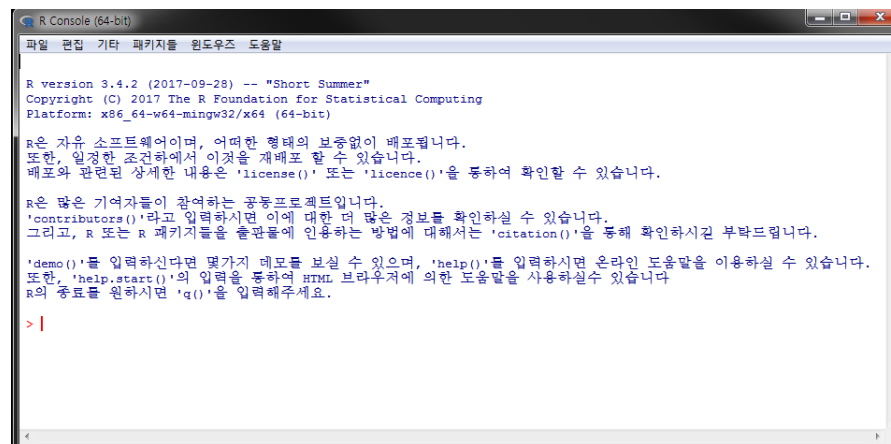 R Console (64-bit)
파일 편집 기타 패키지들 윈도우즈 도움말
R version 3.4.2 (2017-09-28) -- "Short Summer"
Copyright (C) 2017 The R Foundation for Statistical Computing
Platform: x86_64-w64-mingw32/x64 (64-bit)
R은 자유 소프트웨어이며, 어떠한 형태의 보증없이 배포됩니다.
또한, 일정한 조건하에서 이것을 재배포 할 수 있습니다.
배포와 관련된 상세한 내용은 'license()' 또는 'licence()'을 통하여 확인할 수 있습니다.
R은 많은 기여자들이 참여하는 공동프로젝트입니다.
'contributors()'라고 입력하시면 이에 대한 더 많은 정보를 확인하실 수 있습니다.
그리고, R 또는 R 패키지들을 출판물에 인용하는 방법에 대해서는 'citation()'을 통해 확인하시길 부탁드립니다.
'demo()'를 입력하신다면 몇가지 데모를 보실 수 있으며, 'help()'를 입력하시면 온라인 도움말을 이용하실 수 있습니다.
또한, 'help.start()'의 입력을 통하여 HTML 브라우저에 의한 도움말을 사용하실수 있습니다
R의 종료를 원하시면 'q()'을 입력해주세요.
>